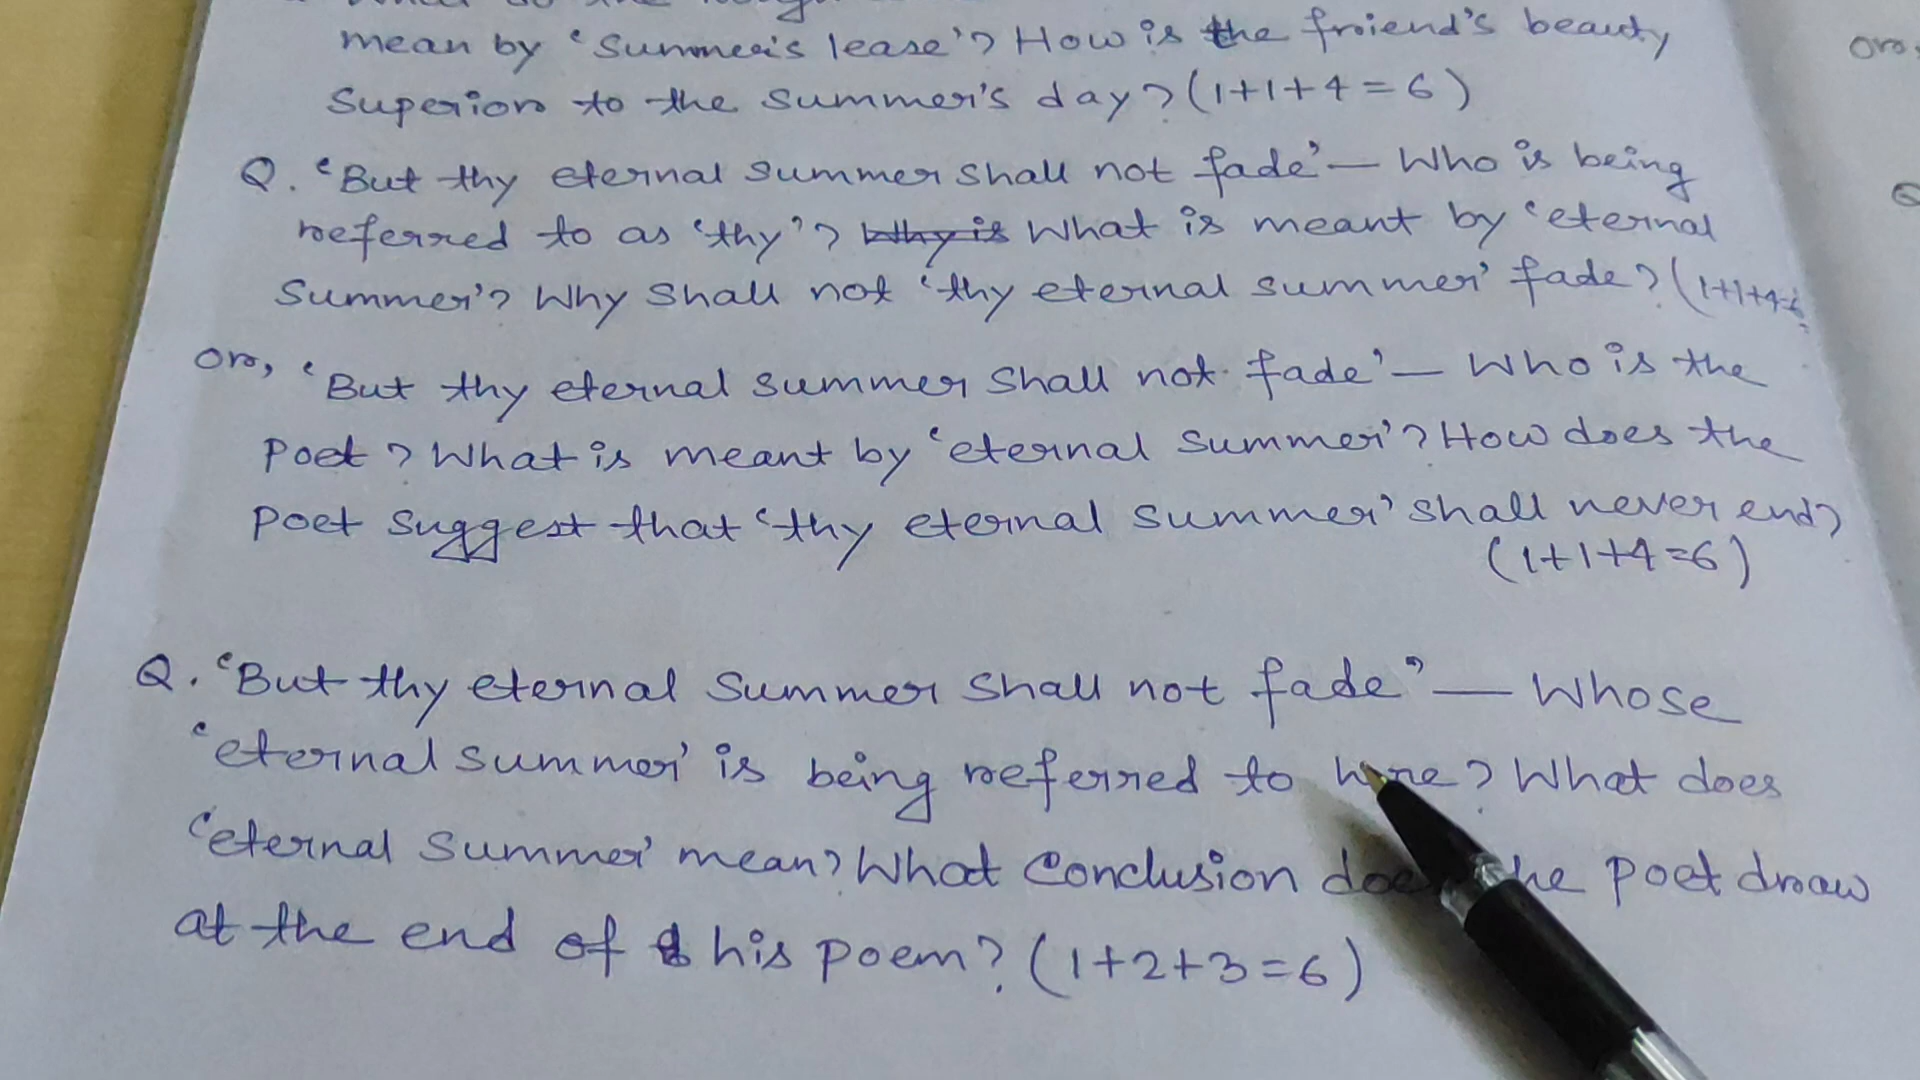 mean by 'Summer's lease'? How is the friend's beauty
Superior to the summer's day? (1+1+4=6)
Q. 'But thy eternal summer shall not fade' — Who is being
referred to as 'thy'? Why is What is meant by 'eternal
Summer'? Why shall not 'thy eternal summer' fade? (1+1+4=6
or, 'But thy eternal summer shall not fade' — Who is the
poet? What is meant by 'eternal summer'? How does the
poet suggest that 'thy eternal summer' shall never end?
(1+1+4=6)
Q. 'But thy eternal summer shall not fade' — Whose
'eternal summer' is being referred to here? What does
'eternal summer' mean? What conclusion does the poet draw
at the end of his poem? (1+2+3=6)
or,